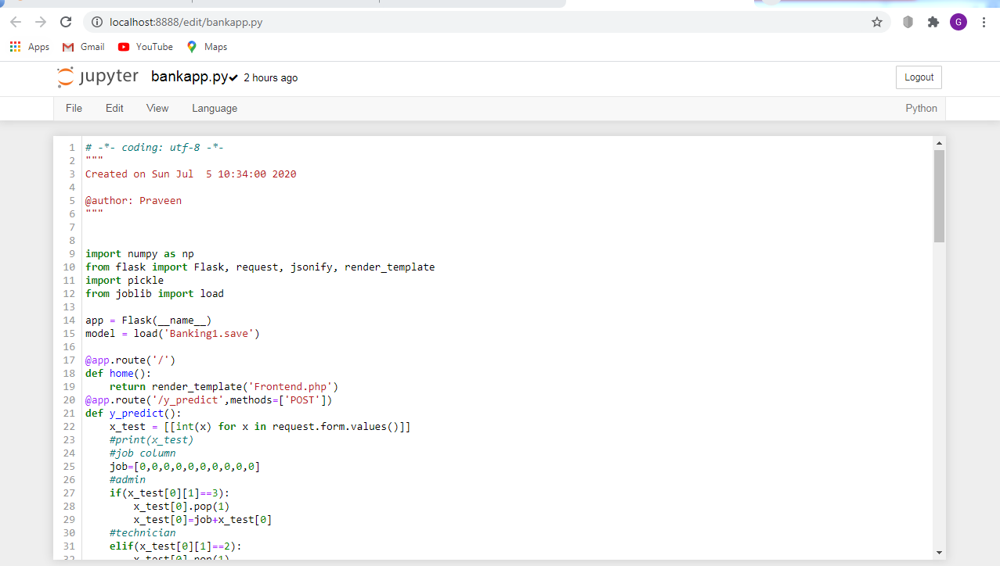 localhost:8888/edit/bankapp.py
G
Apps Gmail YouTube Maps
jupyter bankapp.py✔ 2 hours ago Logout
File Edit View Language Python
1 # -*- coding: utf-8 -*-
2 """
3 Created on Sun Jul  5 10:34:00 2020
4
5 @author: Praveen
6 """
7
8
9 import numpy as np
10 from flask import Flask, request, jsonify, render_template
11 import pickle
12 from joblib import load
13
14 app = Flask(__name__)
15 model = load('Banking1.save')
16
17 @app.route('/')
18 def home():
19     return render_template('Frontend.php')
20 @app.route('/y_predict',methods=['POST'])
21 def y_predict():
22     x_test = [[int(x) for x in request.form.values()]]
23     #print(x_test)
24     #job column
25     job=[0,0,0,0,0,0,0,0,0,0]
26     #admin
27     if(x_test[0][1]==3):
28         x_test[0].pop(1)
29         x_test[0]=job+x_test[0]
30     #technician
31     elif(x_test[0][1]==2):
32         x_test[0].pop(1)